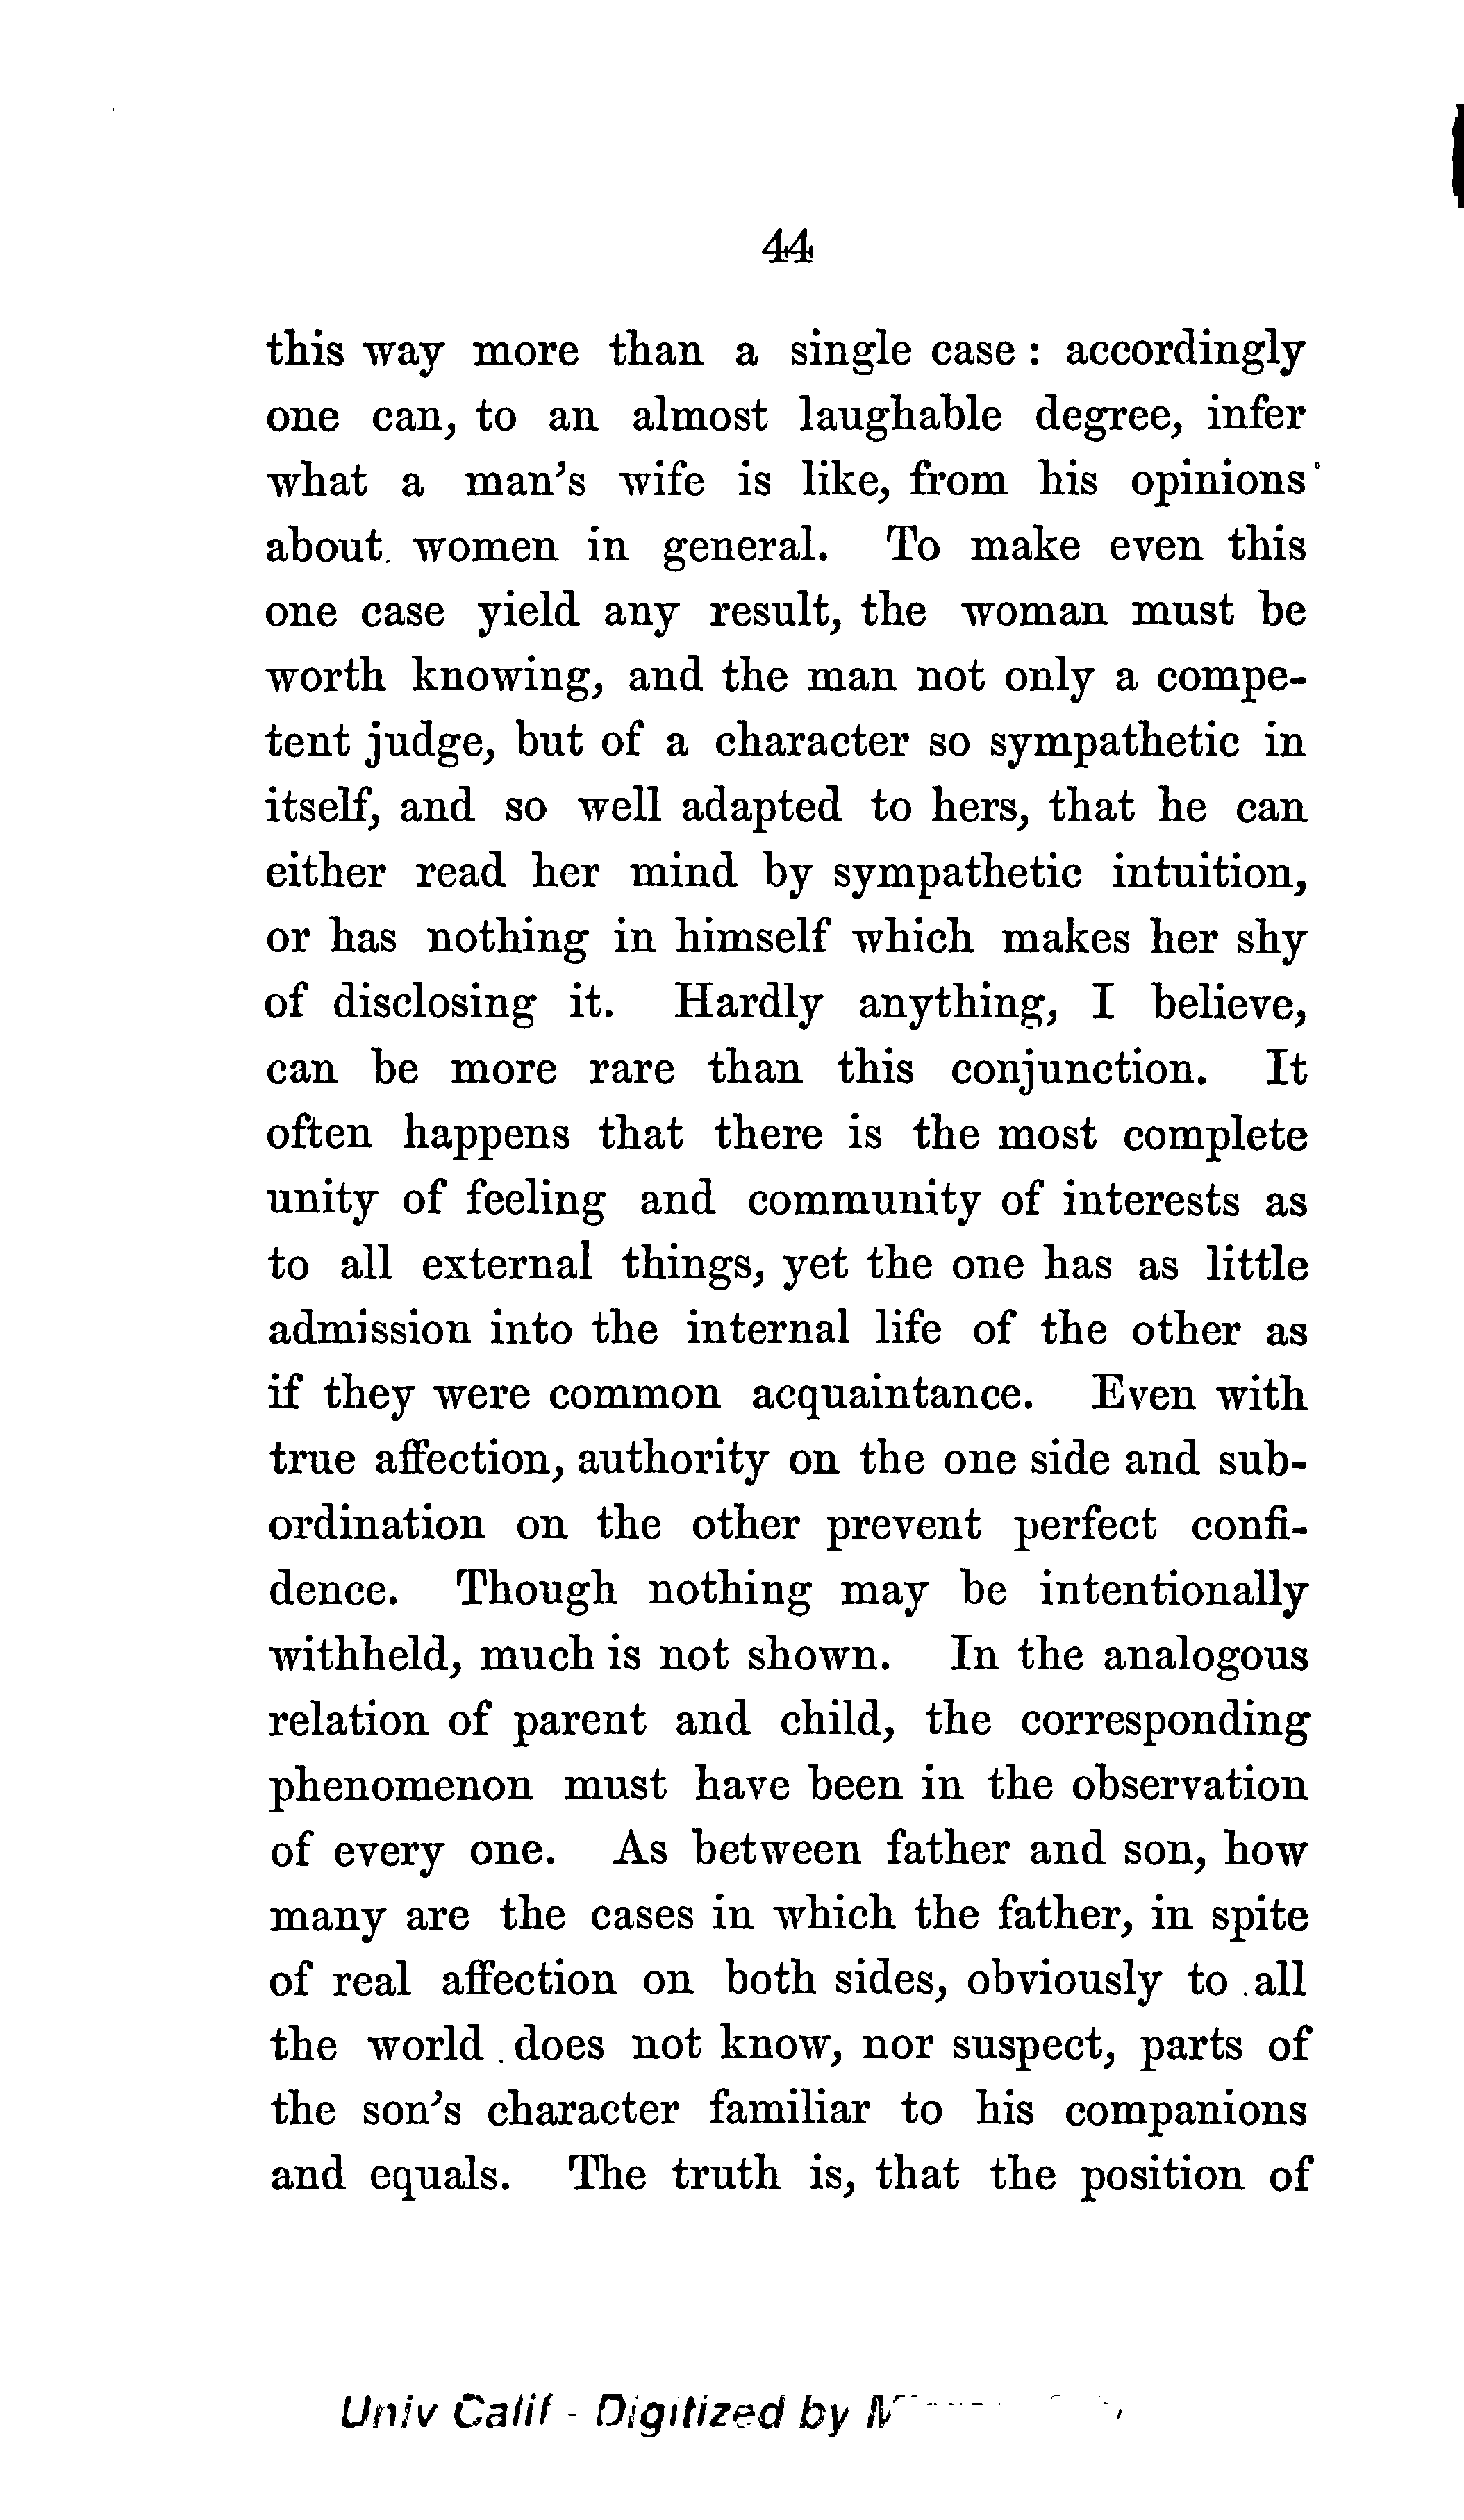 44
this way more than a single case : accordingly
one can, to an almost laughable degree, infer
what a man's wife is like, from his opinions
about women in general. To make even this
one case yield any result, the woman must be
worth knowing, and the man not only a compe-
tent judge, but of a character so sympathetic in
itself, and so well adapted to hers, that he can
either read her mind by sympathetic intuition,
or has nothing in himself which makes her shy
of disclosing it. Hardly anything, I believe,
can be more rare than this conjunction. It
often happens that there is the most complete
unity of feeling and community of interests as
to all external things, yet the one has as little
admission into the internal life of the other as
if they were common acquaintance. Even with
true affection, authority on the one side and sub-
ordination on the other prevent perfect confi-
dence. Though nothing may be intentionally
withheld, much is not shown. In the analogous
relation of parent and child, the corresponding
phenomenon must have been in the observation
of every one. As between father and son, how
many are the cases in which the father, in spite
of real affection on both sides, obviously to all
the world does not know, nor suspect, parts of
the son's character familiar to his companions
and equals. The truth is, that the position of
Univ Calif - Digitized by